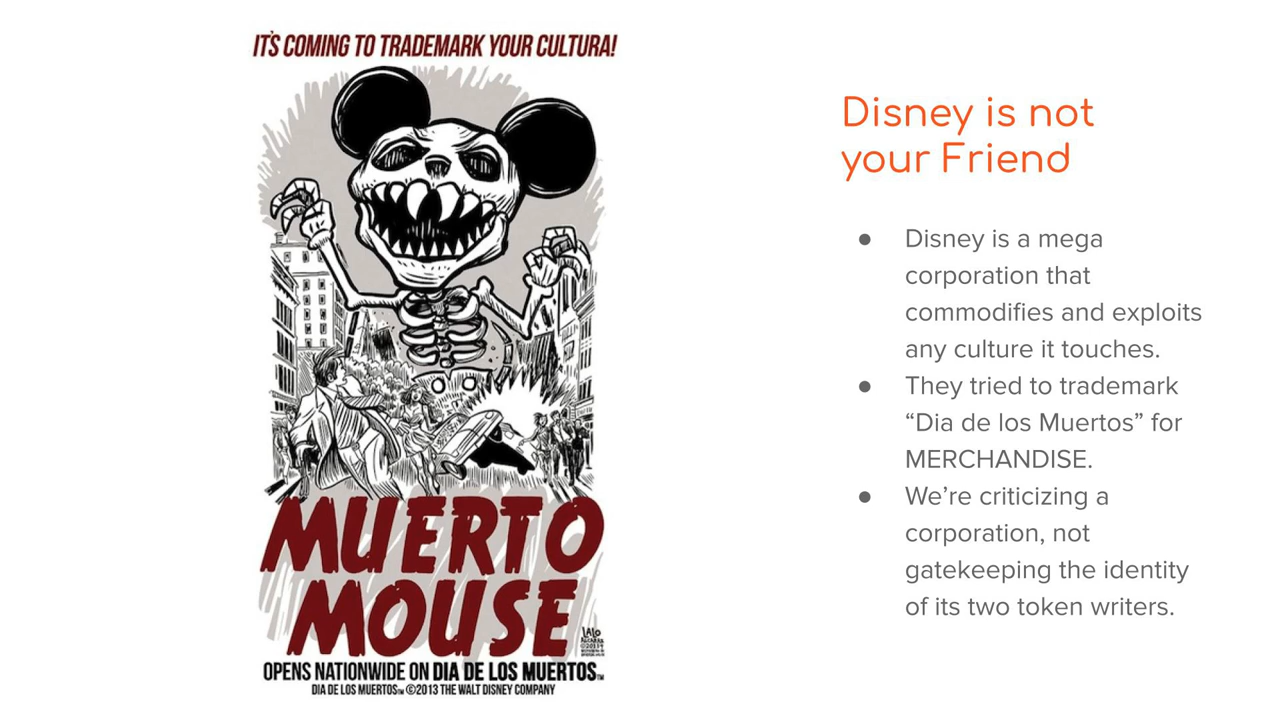 IT'S COMING TO TRADEMARK YOUR CULTURA!
MUERTO
MOUSE
LALO
ALCARAZ
OPENS NATIONWIDE ON DIA DE LOS MUERTOS™
DIA DE LOS MUERTOS™ ©2013 THE WALT DISNEY COMPANY
Disney is not
your Friend
● Disney is a mega
corporation that
commodifies and exploits
any culture it touches.
● They tried to trademark
“Dia de los Muertos” for
MERCHANDISE.
● We’re criticizing a
corporation, not
gatekeeping the identity
of its two token writers.